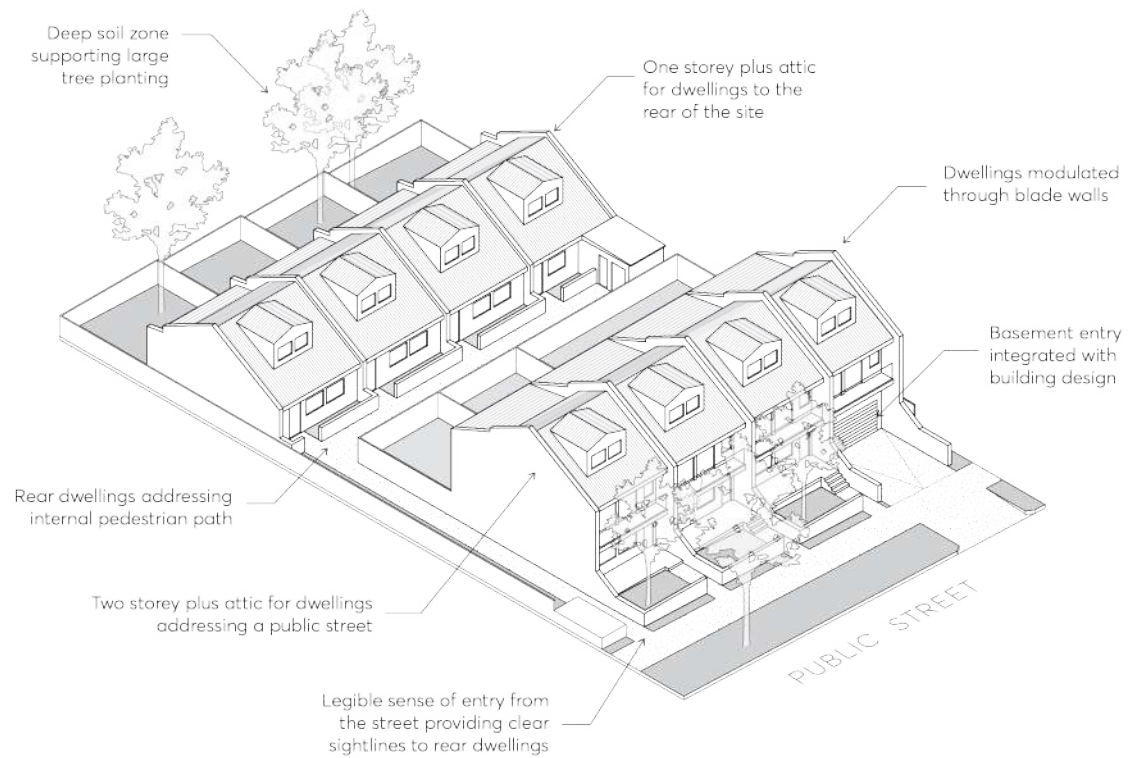 Deep soil zone
supporting large
tree planting
One storey plus attic
for dwellings to the
rear of the site
Dwellings modulated
through blade walls
Basement entry
integrated with
building design
Rear dwellings addressing
internal pedestrian path
Two storey plus attic for dwellings
addressing a public street
PUBLIC STREET
Legible sense of entry from
the street providing clear
sightlines to rear dwellings